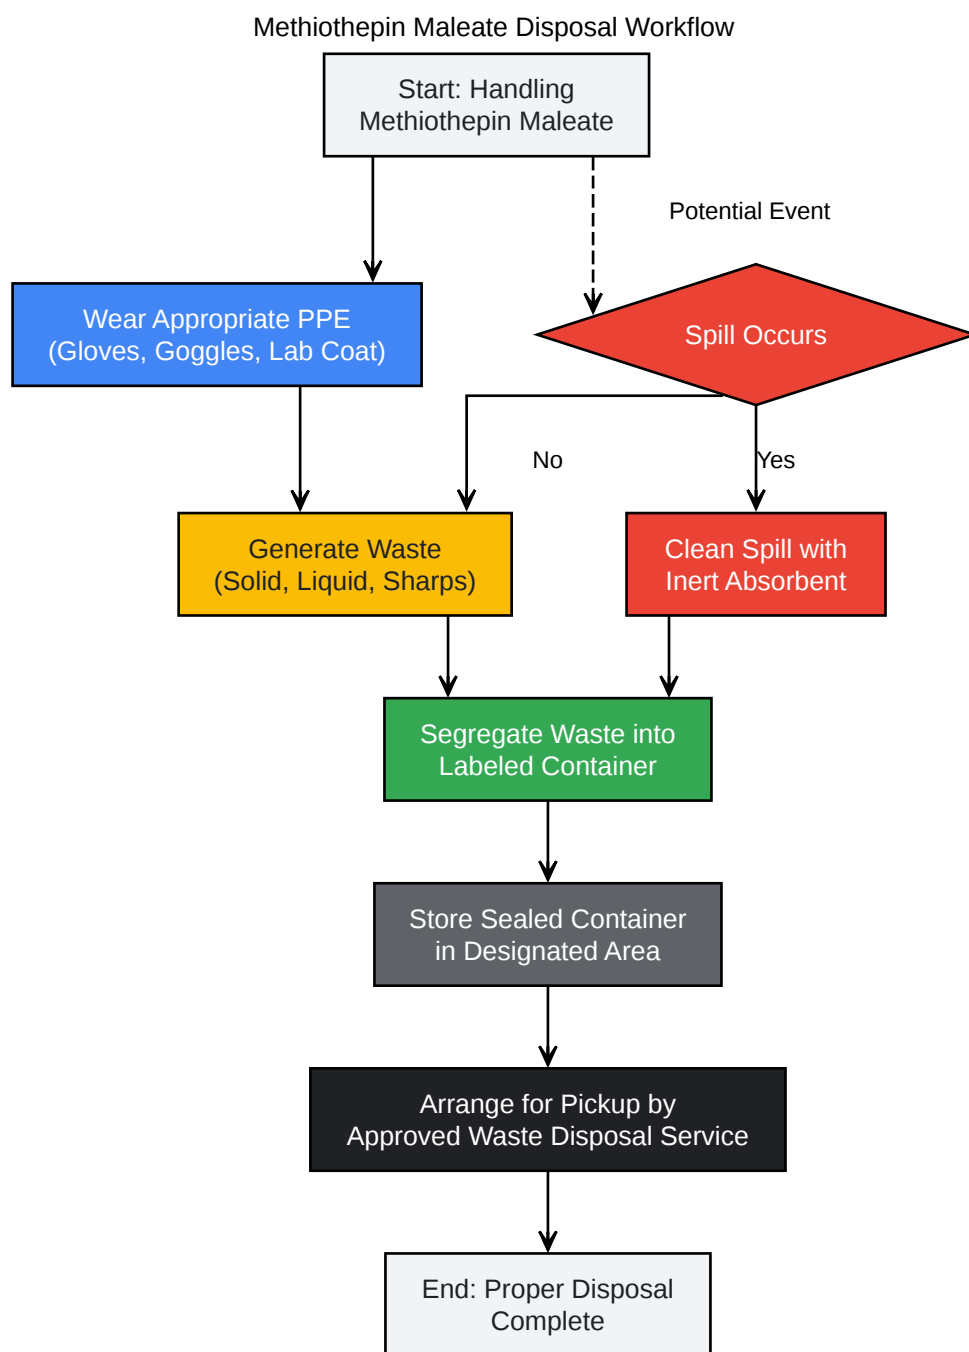 Methiothepin Maleate Disposal Workflow
Start: Handling
Methiothepin Maleate
Potential Event
Wear Appropriate PPE
(Gloves, Goggles, Lab Coat)
Spill Occurs
No
Yes
Generate Waste
(Solid, Liquid, Sharps)
Clean Spill with
Inert Absorbent
Segregate Waste into
Labeled Container
Store Sealed Container
in Designated Area
Arrange for Pickup by
Approved Waste Disposal Service
End: Proper Disposal
Complete